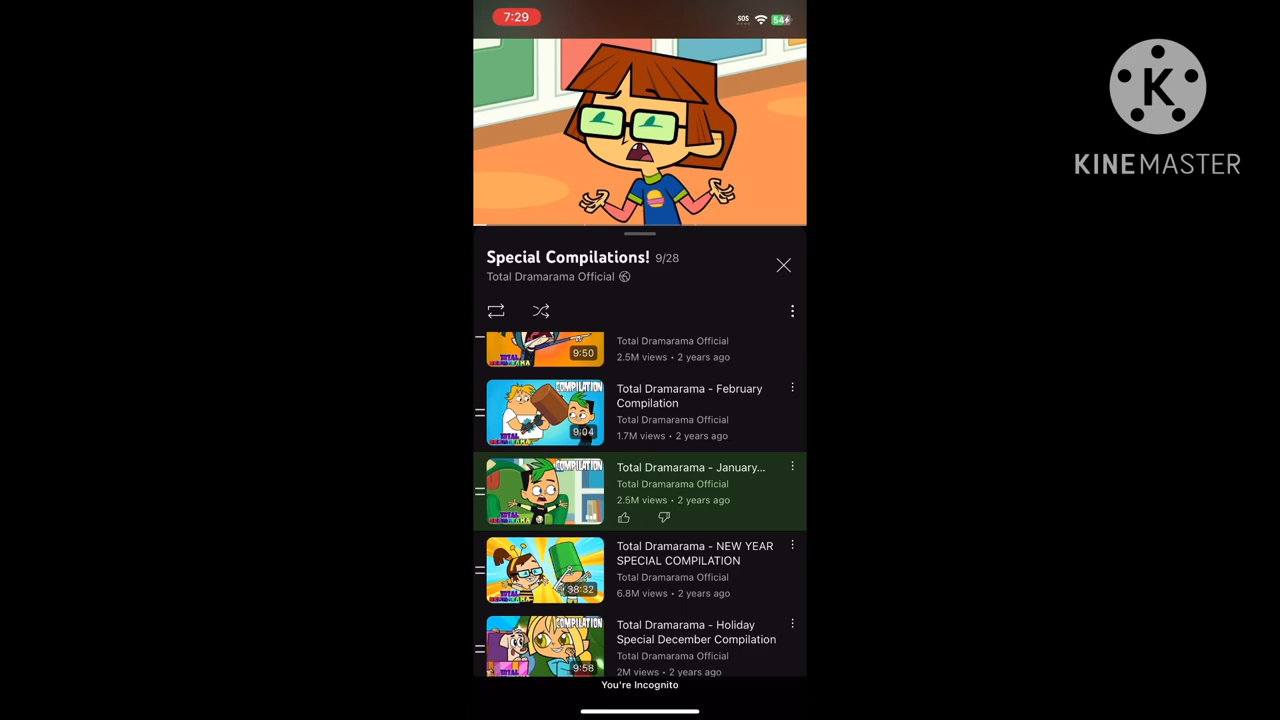 7:29
SOS
54
K
KINEMASTER
Special Compilations! 9/28
Total Dramarama Official
9:50
Total Dramarama Official
2.5M views • 2 years ago
COMPILATION
9:04
Total Dramarama - February
Compilation
Total Dramarama Official
1.7M views • 2 years ago
COMPILATION
Total Dramarama - January...
Total Dramarama Official
2.5M views • 2 years ago
38:32
Total Dramarama - NEW YEAR
SPECIAL COMPILATION
Total Dramarama Official
6.8M views • 2 years ago
COMPILATION
9:58
Total Dramarama - Holiday
Special December Compilation
Total Dramarama Official
2M views • 2 years ago
You're Incognito